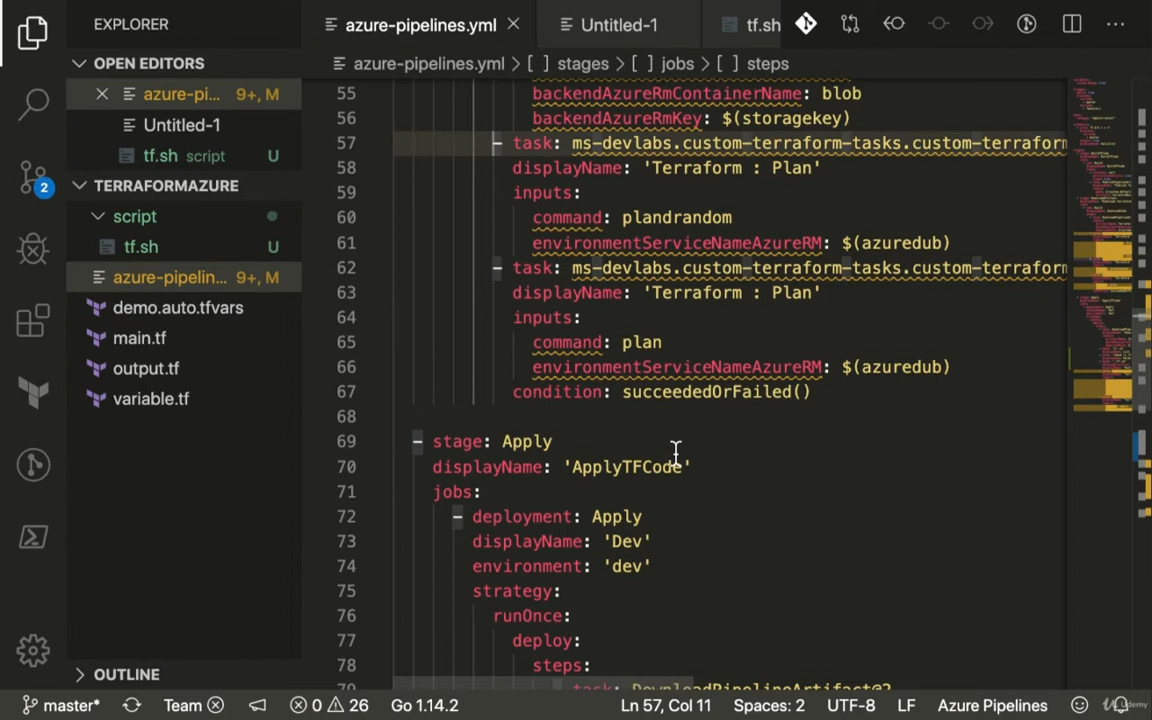 EXPLORER
azure-pipelines.yml
Untitled-1
tf.sh
OPEN EDITORS
azure-pipelines.yml > [ ] stages > [ ] jobs > [ ] steps
azure-pi... 9+, M
Untitled-1
tf.sh script U
TERRAFORMAZURE
script
tf.sh
azure-pipelin... 9+, M
demo.auto.tfvars
main.tf
output.tf
variable.tf
OUTLINE
2
55 backendAzureRmContainerName: blob
56 backendAzureRmKey: $(storagekey)
57 - task: ms-devlabs.custom-terraform-tasks.custom-terraform
58 displayName: 'Terraform : Plan'
59 inputs:
60 command: plandrandom
61 environmentServiceNameAzureRM: $(azuredub)
62 - task: ms-devlabs.custom-terraform-tasks.custom-terraform
63 displayName: 'Terraform : Plan'
64 inputs:
65 command: plan
66 environmentServiceNameAzureRM: $(azuredub)
67 condition: succeededOrFailed()
68
69 - stage: Apply
70 displayName: 'ApplyTFCode'
71 jobs:
72 - deployment: Apply
73 displayName: 'Dev'
74 environment: 'dev'
75 strategy:
76 runOnce:
77 deploy:
78 steps:
79 task: DownloadPipelineArtifact@2
master* Team 0 26 Go 1.14.2 Ln 57, Col 11 Spaces: 2 UTF-8 LF Azure Pipelines
Udemy